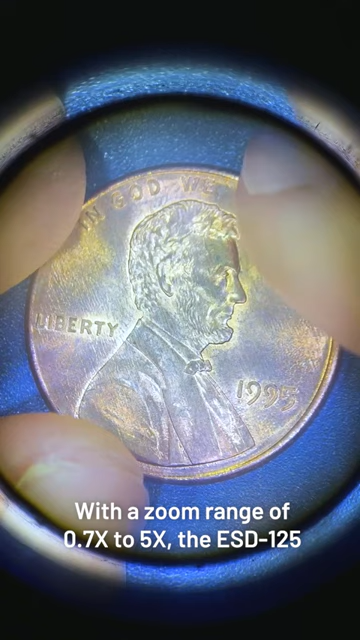 IN GOD WE
LIBERTY
1995
With a zoom range of
0.7X to 5X, the ESD-125